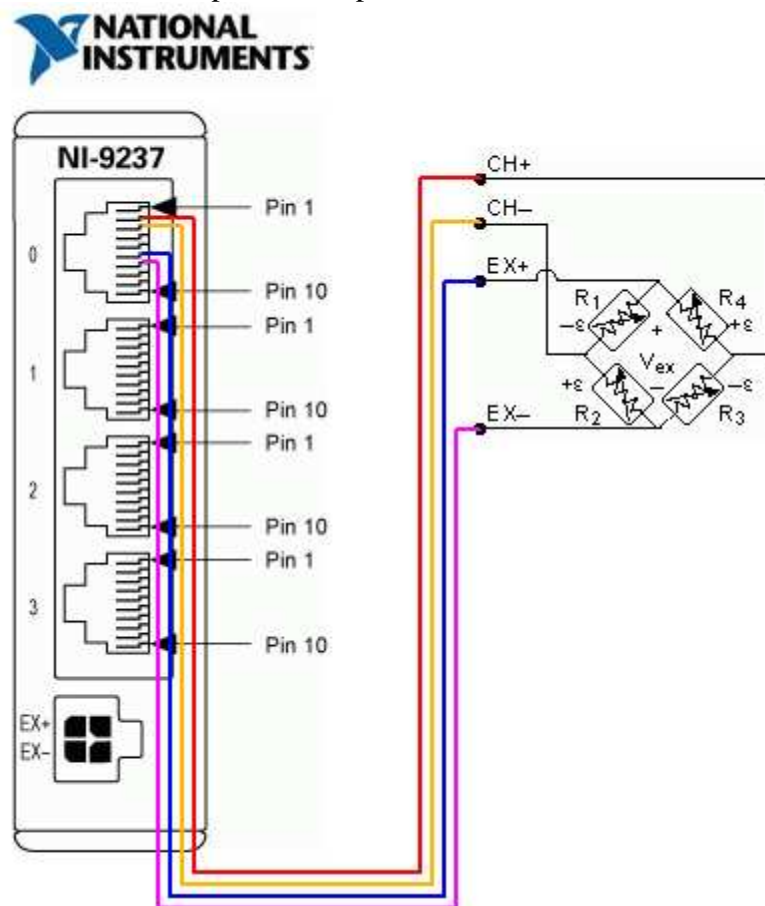 NATIONAL
INSTRUMENTS
NI-9237
0
Pin 1
Pin 10
1
Pin 1
Pin 10
2
Pin 1
Pin 10
3
Pin 1
Pin 10
EX+
EX–
CH+
CH–
EX+
R1
R4
–ε
+
+ε
Vex
+ε
–
–ε
R2
R3
EX–